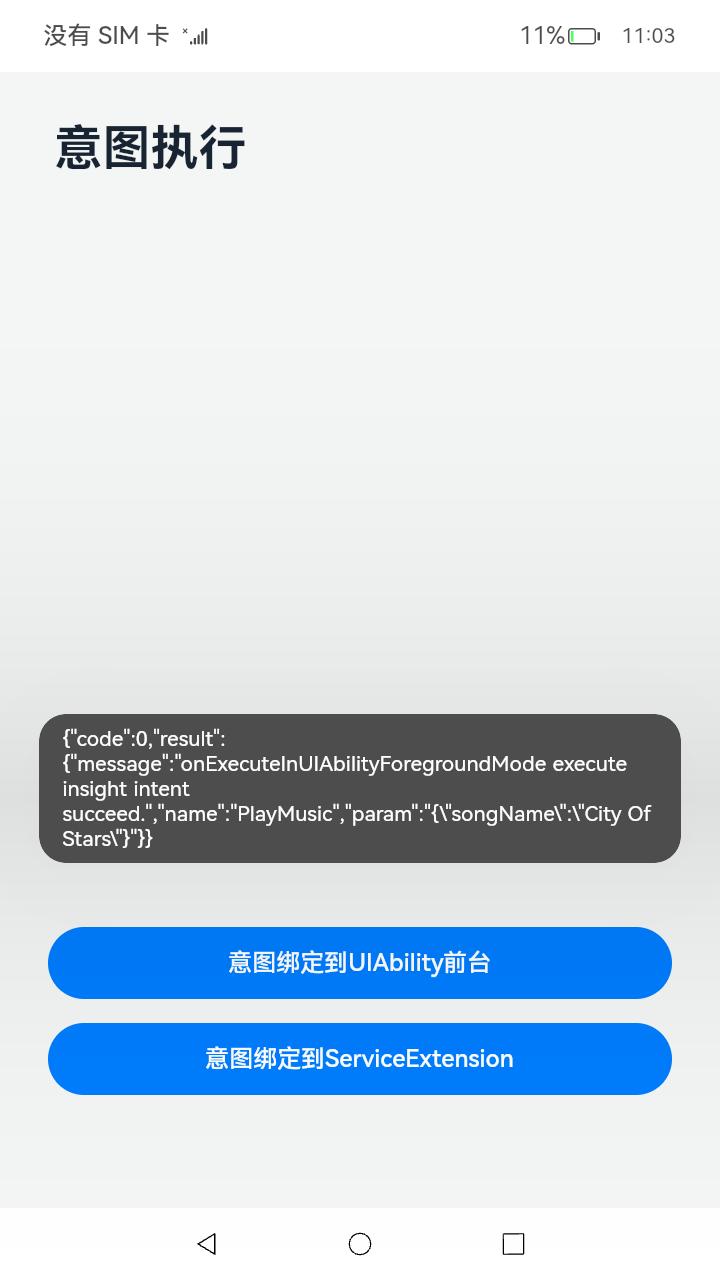 没有 SIM 卡
11%
11:03
意图执行
{"code":0,"result":
{"message":"onExecuteInUIAbilityForegroundMode execute
insight intent
succeed.","name":"PlayMusic","param":"{\"songName\":\"City Of
Stars\"}"}}
意图绑定到UIAbility前台
意图绑定到ServiceExtension